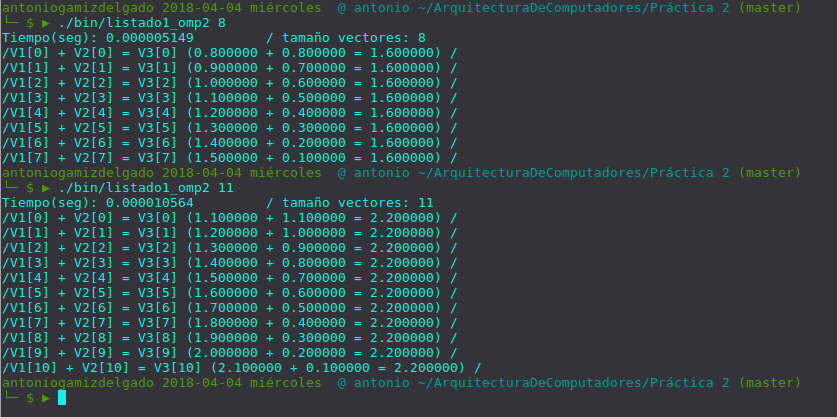 antoniogamizdelgado 2018-04-04 miércoles  @ antonio ~/ArquitecturaDeComputadores/Práctica 2 (master)
└─ $ ▶ ./bin/listado1_omp2 8
Tiempo(seg): 0.000005149         / tamaño vectores: 8
/V1[0] + V2[0] = V3[0] (0.800000 + 0.800000 = 1.600000) /
/V1[1] + V2[1] = V3[1] (0.900000 + 0.700000 = 1.600000) /
/V1[2] + V2[2] = V3[2] (1.000000 + 0.600000 = 1.600000) /
/V1[3] + V2[3] = V3[3] (1.100000 + 0.500000 = 1.600000) /
/V1[4] + V2[4] = V3[4] (1.200000 + 0.400000 = 1.600000) /
/V1[5] + V2[5] = V3[5] (1.300000 + 0.300000 = 1.600000) /
/V1[6] + V2[6] = V3[6] (1.400000 + 0.200000 = 1.600000) /
/V1[7] + V2[7] = V3[7] (1.500000 + 0.100000 = 1.600000) /
antoniogamizdelgado 2018-04-04 miércoles  @ antonio ~/ArquitecturaDeComputadores/Práctica 2 (master)
└─ $ ▶ ./bin/listado1_omp2 11
Tiempo(seg): 0.000010564         / tamaño vectores: 11
/V1[0] + V2[0] = V3[0] (1.100000 + 1.100000 = 2.200000) /
/V1[1] + V2[1] = V3[1] (1.200000 + 1.000000 = 2.200000) /
/V1[2] + V2[2] = V3[2] (1.300000 + 0.900000 = 2.200000) /
/V1[3] + V2[3] = V3[3] (1.400000 + 0.800000 = 2.200000) /
/V1[4] + V2[4] = V3[4] (1.500000 + 0.700000 = 2.200000) /
/V1[5] + V2[5] = V3[5] (1.600000 + 0.600000 = 2.200000) /
/V1[6] + V2[6] = V3[6] (1.700000 + 0.500000 = 2.200000) /
/V1[7] + V2[7] = V3[7] (1.800000 + 0.400000 = 2.200000) /
/V1[8] + V2[8] = V3[8] (1.900000 + 0.300000 = 2.200000) /
/V1[9] + V2[9] = V3[9] (2.000000 + 0.200000 = 2.200000) /
/V1[10] + V2[10] = V3[10] (2.100000 + 0.100000 = 2.200000) /
antoniogamizdelgado 2018-04-04 miércoles  @ antonio ~/ArquitecturaDeComputadores/Práctica 2 (master)
└─ $ ▶